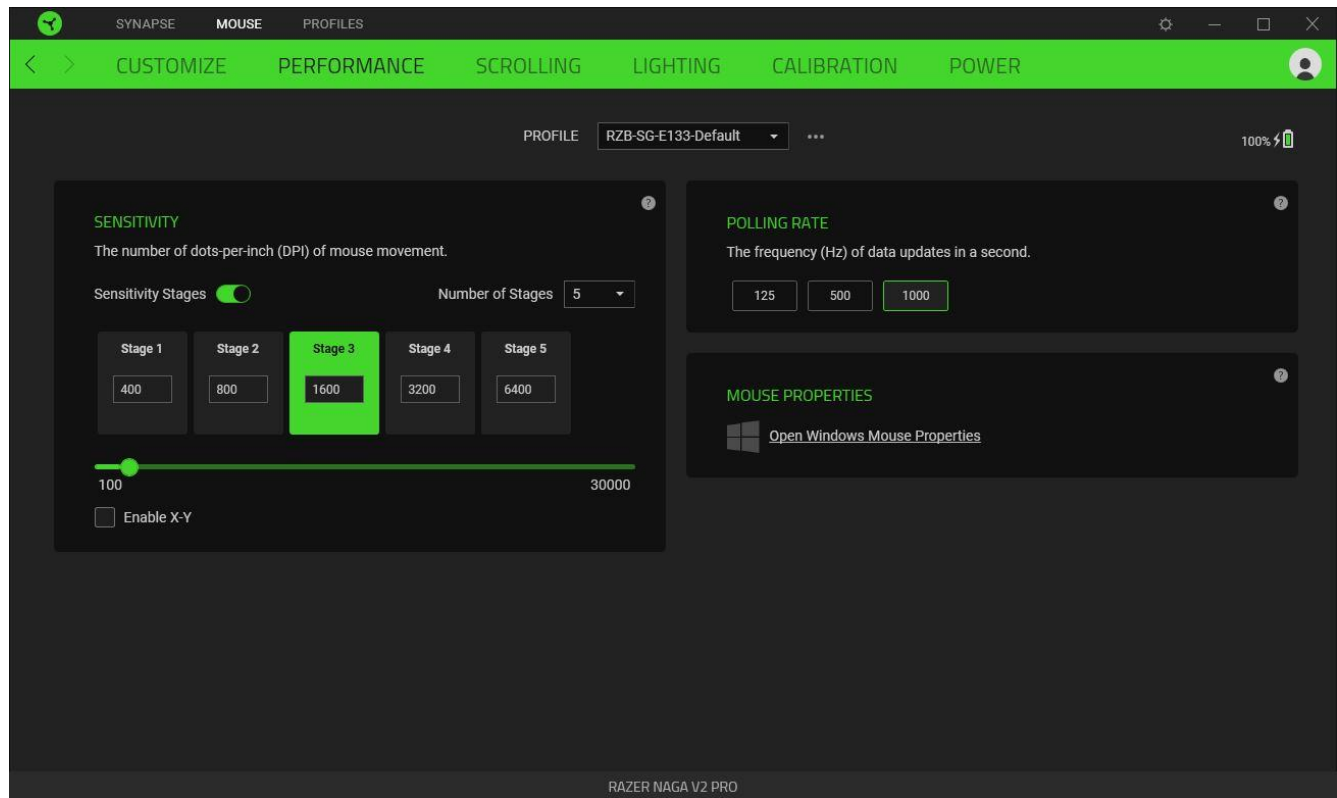 SYNAPSE MOUSE PROFILES
CUSTOMIZE PERFORMANCE SCROLLING LIGHTING CALIBRATION POWER
PROFILE RZB-SG-E133-Default
100%
SENSITIVITY
The number of dots-per-inch (DPI) of mouse movement.
Sensitivity Stages Number of Stages 5
Stage 1 Stage 2 Stage 3 Stage 4 Stage 5
400 800 1600 3200 6400
100 30000
Enable X-Y
POLLING RATE
The frequency (Hz) of data updates in a second.
125 500 1000
MOUSE PROPERTIES
Open Windows Mouse Properties
RAZER NAGA V2 PRO